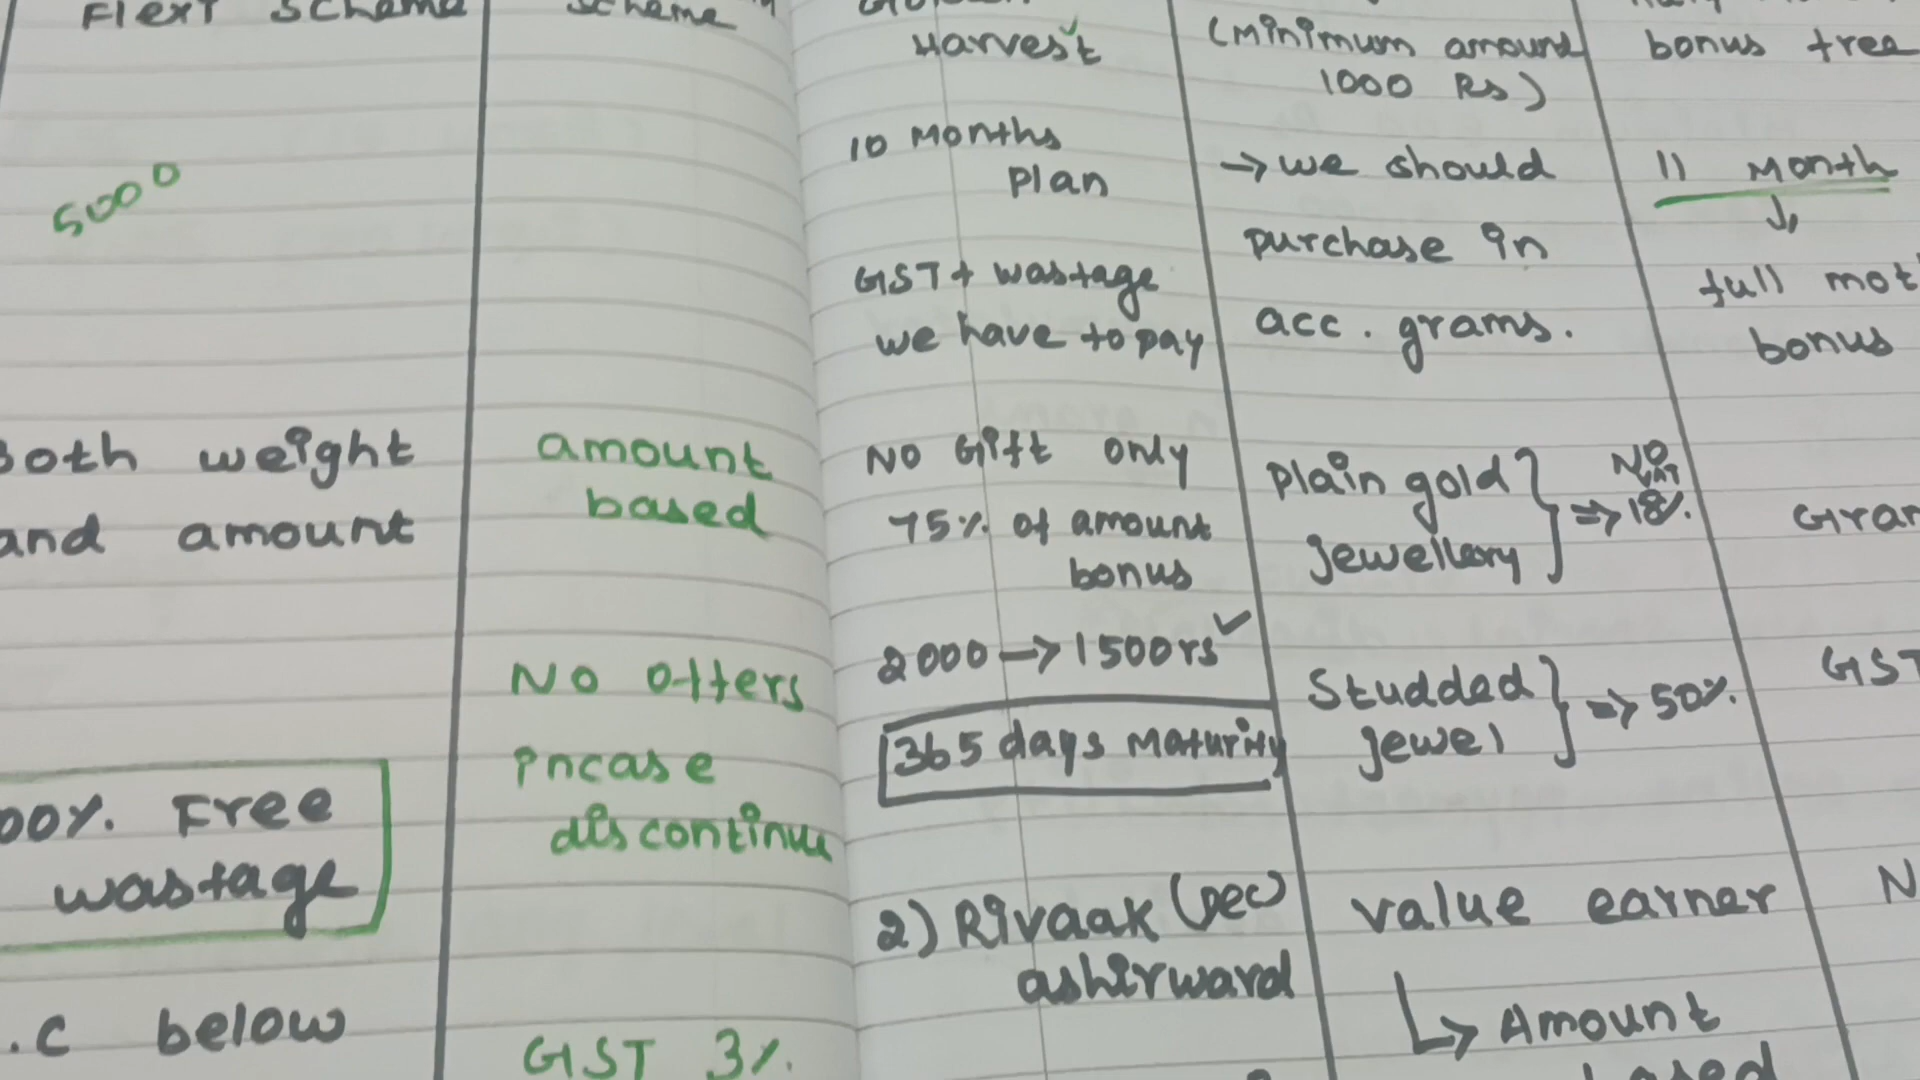 Flexi Scheme
5000
Both weight
and amount
Free
wastage
.c below
Scheme
amount
based
No offers
incase
discontinue
GST 3%.
Harvest
10 Months
plan
GST + wastage
we have to pay
No Gift only
75% of amount
bonus
2000 → 1500rs ✓
365 days Maturity
2) Rivaah (Dec)
ashirward
(Minimum amount
1000 Rs)
→ we should
purchase in
acc. grams.
Plain gold
jewellery } ⇒ 18%.
NO
VAT
Studded
jewel } ⇒ 50%.
value earner
↳ Amount
bonus free
11 Month
↓
full
bonus
GST